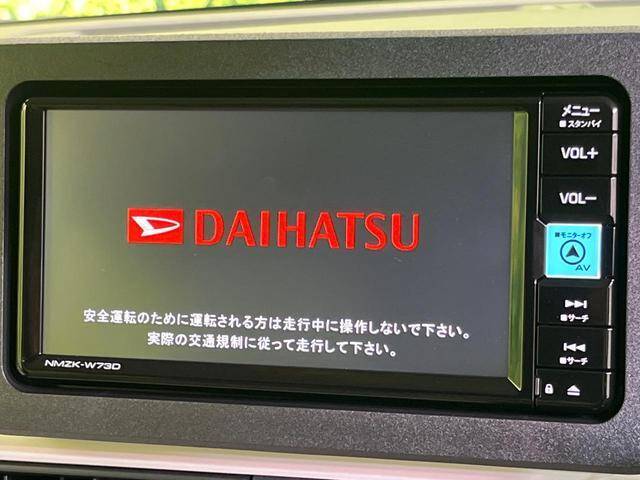 メニュー
■スタンバイ
VOL+
VOL−
DAIHATSU
■モニターオフ
AV
■サーチ
安全運転のために運転される方は走行中に操作しないで下さい。
実際の交通規制に従って走行して下さい。
■サーチ
NMZK-W73D